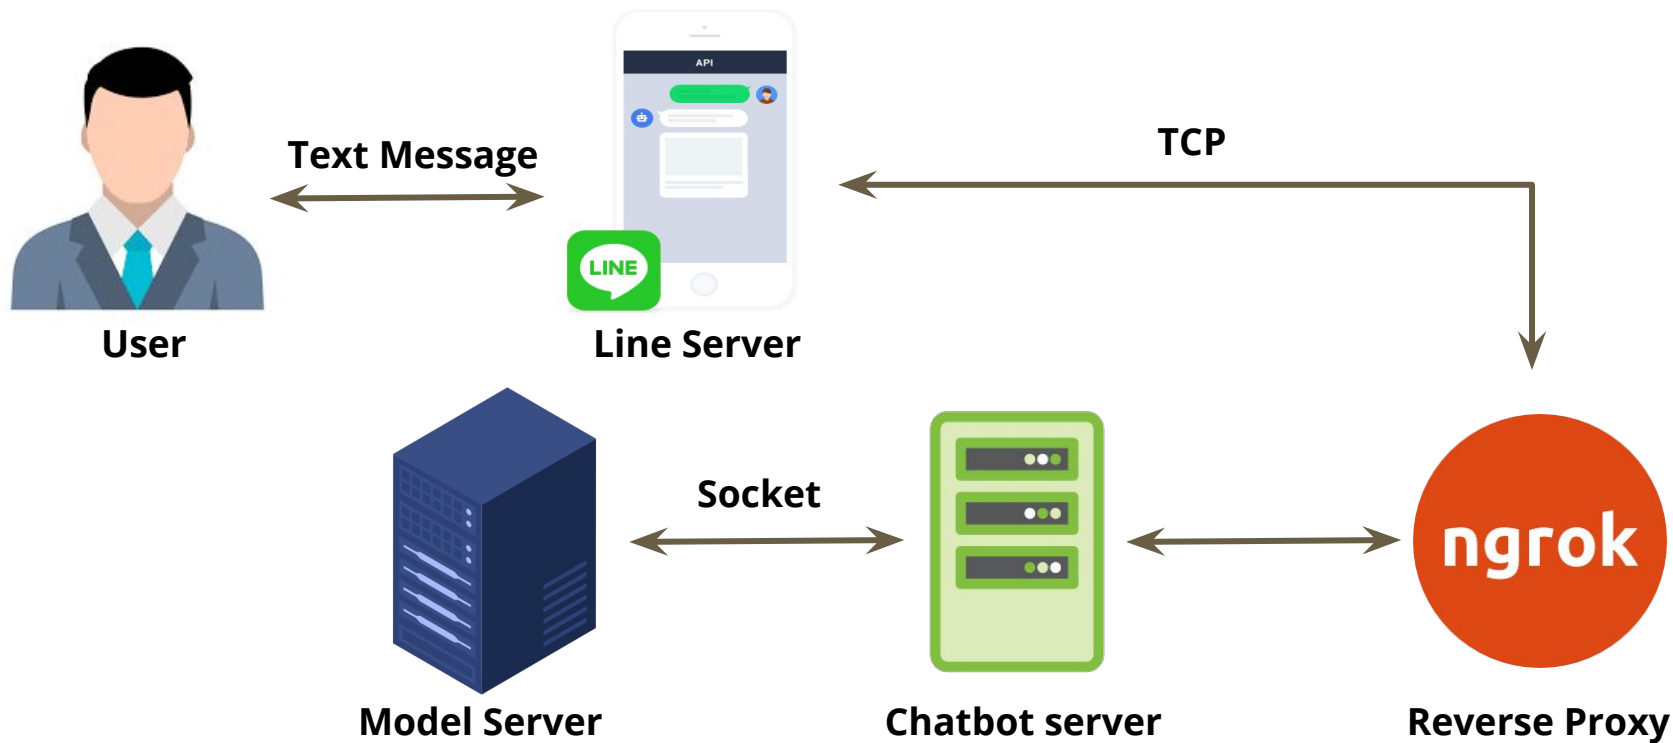 API
Text Message
TCP
LINE
User
Line Server
Socket
ngrok
Model Server
Chatbot server
Reverse Proxy